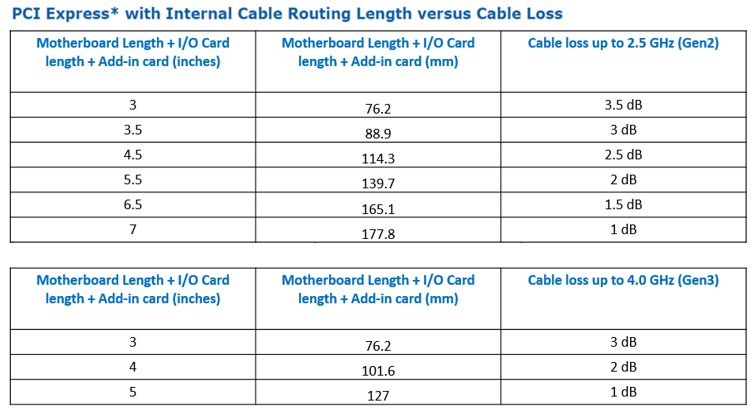 PCI Express* with Internal Cable Routing Length versus Cable Loss
Motherboard Length + I/O Card length + Add-in card (inches) Motherboard Length + I/O Card length + Add-in card (mm) Cable loss up to 2.5 GHz (Gen2)
3 76.2 3.5 dB
3.5 88.9 3 dB
4.5 114.3 2.5 dB
5.5 139.7 2 dB
6.5 165.1 1.5 dB
7 177.8 1 dB
Motherboard Length + I/O Card length + Add-in card (inches) Motherboard Length + I/O Card length + Add-in card (mm) Cable loss up to 4.0 GHz (Gen3)
3 76.2 3 dB
4 101.6 2 dB
5 127 1 dB